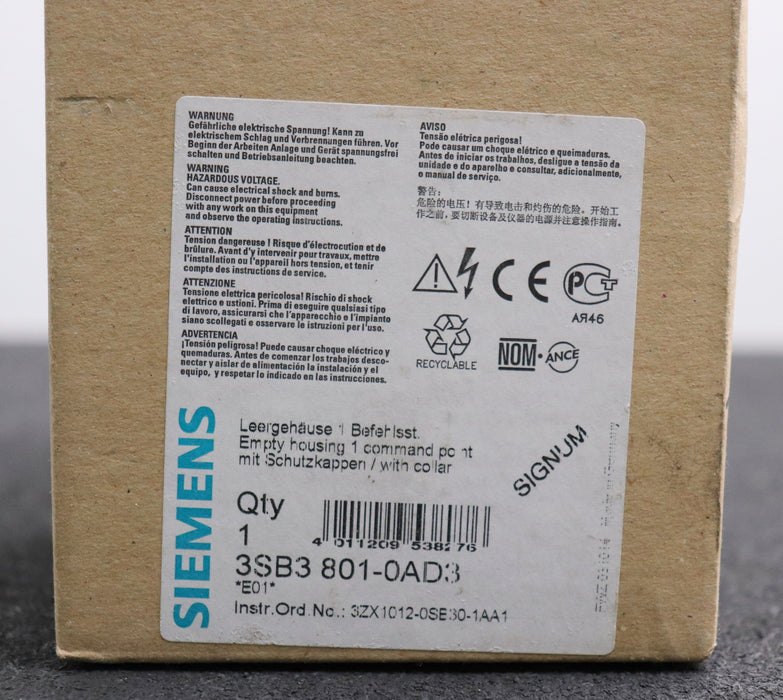 WARNUNG
Gefährliche elektrische Spannung! Kann zu
elektrischem Schlag und Verbrennungen führen. Vor
Beginn der Arbeiten Anlage und Gerät spannungsfrei
schalten und Betriebsanleitung beachten.
WARNING
HAZARDOUS VOLTAGE.
Can cause electrical shock and burns.
Disconnect power before proceeding
with any work on this equipment
and observe the operating instructions.
ATTENTION
Tension dangereuse ! Risque d'électrocution et de
brûlure. Avant d'y intervenir pour travaux, mettre
l'installation ou l'appareil hors tension, et tenir
compte des instructions de service.
ATTENZIONE
Tensione elettrica pericolosa! Rischio di shock
elettrico e ustioni. Prima di eseguire qualsiasi tipo
di lavoro, assicurarsi che l'apparecchio e l'impianto
siano scollegati e osservare le istruzioni per l'uso.
ADVERTENCIA
¡Tensión peligrosa! Puede causar choque eléctrico y
quemaduras. Antes de comenzar los trabajos desco-
nectar y aislar de alimentación la instalación y el
equipo, y respetar lo indicado en las instrucciones.
AVISO
Tensão elétrica perigosa!
Pode causar um choque elétrico e queimaduras.
Antes de iniciar os trabalhos, desligue a tensão da
unidade e do aparelho e consultar, adicionalmente,
o manual de serviço.
警告:
危险的电压! 有导致电击和灼伤的危险。开始工
作之前, 要切断设备及仪器的电源并注意操作指南。
CE
АЯ46
RECYCLABLE
NOM
ANCE
SIEMENS
Leergehäuse 1 Befehlsst.
Empty housing 1 command point
mit Schutzkappen / with collar
SIGNUM
Qty
1
4 011209 538276
3SB3 801-0AD3
*E01*
Instr.Ord.No.: 3ZX1012-0SB30-1AA1